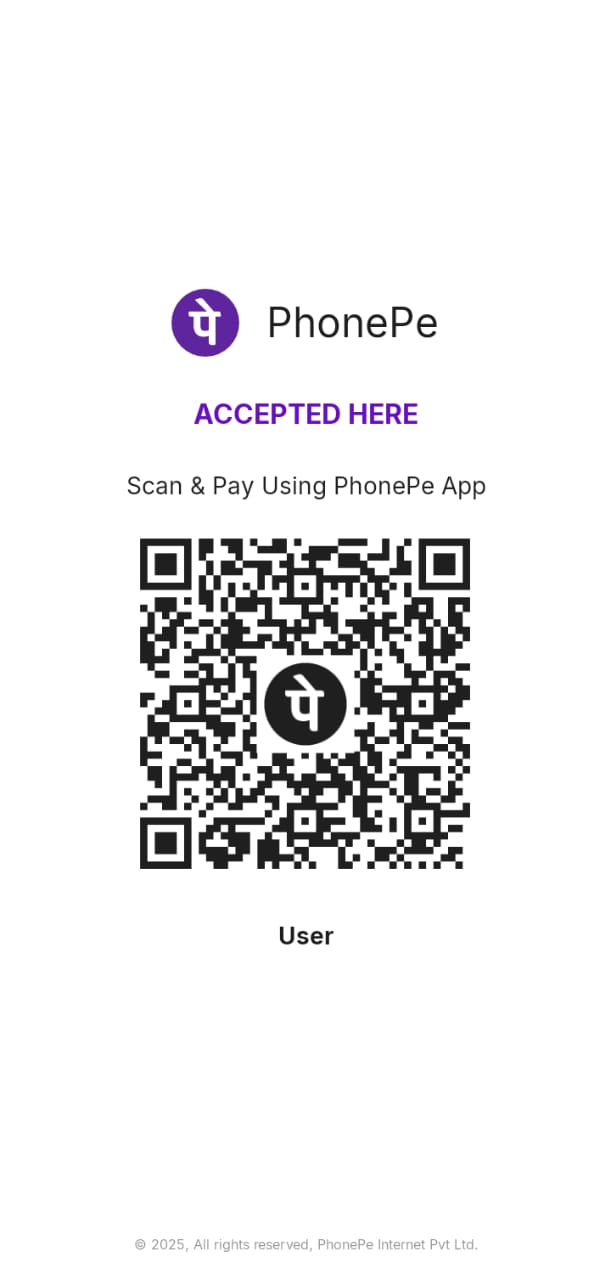 पे PhonePe
ACCEPTED HERE
Scan & Pay Using PhonePe App
पे
User
© 2025, All rights reserved, PhonePe Internet Pvt Ltd.